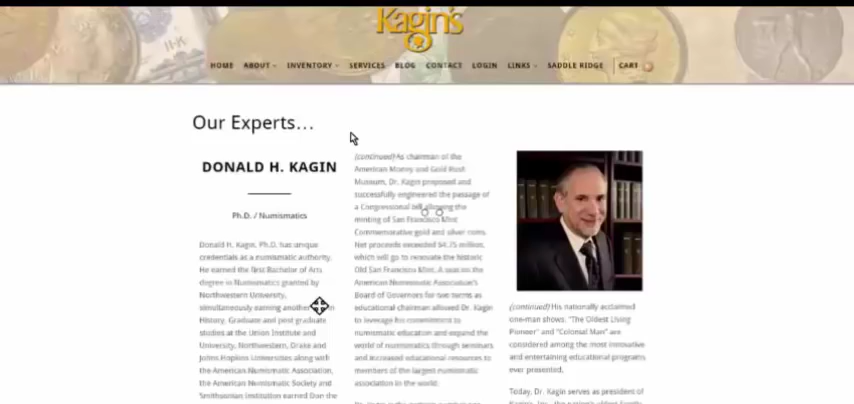 Kagin's
HOME ABOUT INVENTORY SERVICES BLOG CONTACT LOGIN LINKS SADDLE RIDGE CART
Our Experts...
DONALD H. KAGIN
Ph.D. / Numismatics
Donald H. Kagin, Ph.D. has unique
credentials as a numismatic authority.
He earned the first Bachelor of Arts
degree in Numismatics granted by
Northwestern University,
simultaneously earning another
History. Graduate and post graduate
studies at the Union Institute and
University, Northwestern, Drake and
Johns Hopkins Universities along with
the American Numismatic Association,
the American Numismatic Society and
Smithsonian Institution earned Don the
(continued) As chairman of the
American Money and Gold Rush
Museum, Dr. Kagin proposed and
successfully engineered the passage of
a Congressional bill allowing the
minting of San Francisco Mint
Commemorative gold and silver coins.
Net proceeds exceeded $4.75 million,
which will go to renovate the historic
Old San Francisco Mint. A seat on the
American Numismatic Association's
Board of Governors for two terms as
educational chairman allowed Dr. Kagin
to leverage his commitment to
numismatic education and expand the
world of numismatics through seminars
and increased educational resources to
members of the largest numismatic
association in the world.
(continued) His nationally acclaimed
one-man shows, "The Oldest Living
Pioneer" and "Colonial Man" are
considered among the most innovative
and entertaining educational programs
ever presented.
Today, Dr. Kagin serves as president of